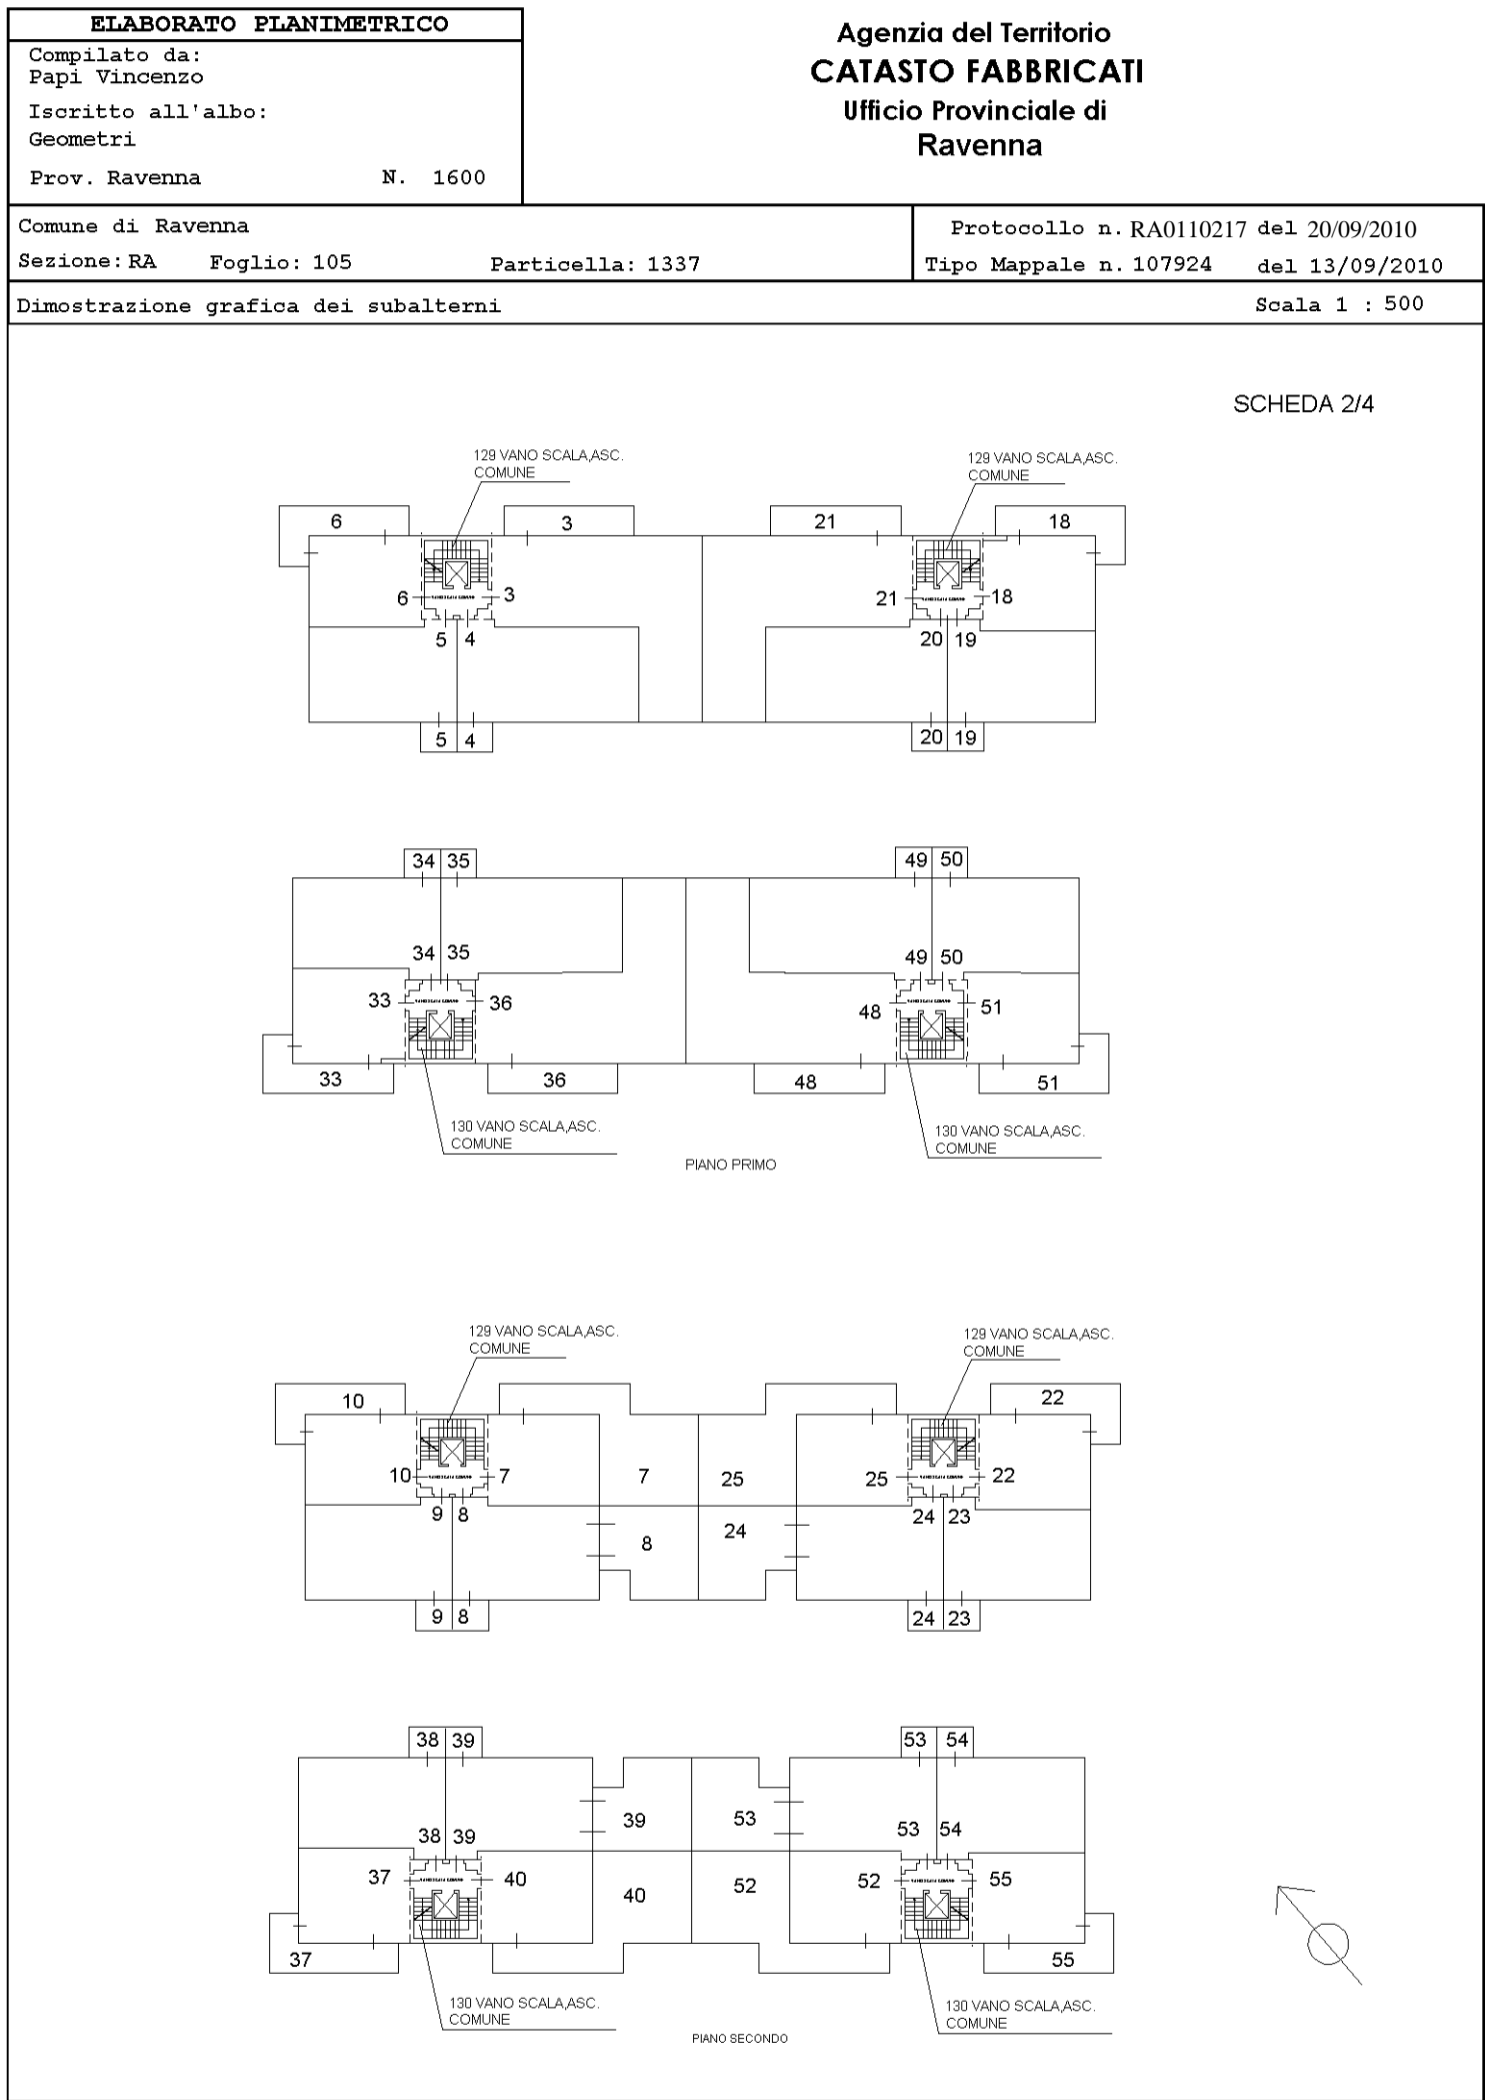 ELABORATO PLANIMETRICO
Compilato da:
Papi Vincenzo
Iscritto all'albo:
Geometri
Prov. Ravenna N. 1600
Agenzia del Territorio
CATASTO FABBRICATI
Ufficio Provinciale di
Ravenna
Comune di Ravenna
Sezione: RA Foglio: 105 Particella: 1337
Protocollo n. RA0110217 del 20/09/2010
Tipo Mappale n. 107924 del 13/09/2010
Dimostrazione grafica dei subalterni Scala 1 : 500
SCHEDA 2/4
129 VANO SCALA,ASC.
COMUNE
129 VANO SCALA,ASC.
COMUNE
6 3 21 18
6 3 21 18
5 4 20 19
5 4 20 19
34 35 49 50
34 35 49 50
33 36 48 51
33 36 48 51
130 VANO SCALA,ASC.
COMUNE
130 VANO SCALA,ASC.
COMUNE
PIANO PRIMO
129 VANO SCALA,ASC.
COMUNE
129 VANO SCALA,ASC.
COMUNE
10 22
10 7 7 25 25 22
9 8 8 24 24 23
9 8 24 23
38 39 53 54
39 53
38 39 53 54
37 40 40 52 52 55
37 55
130 VANO SCALA,ASC.
COMUNE
130 VANO SCALA,ASC.
COMUNE
PIANO SECONDO